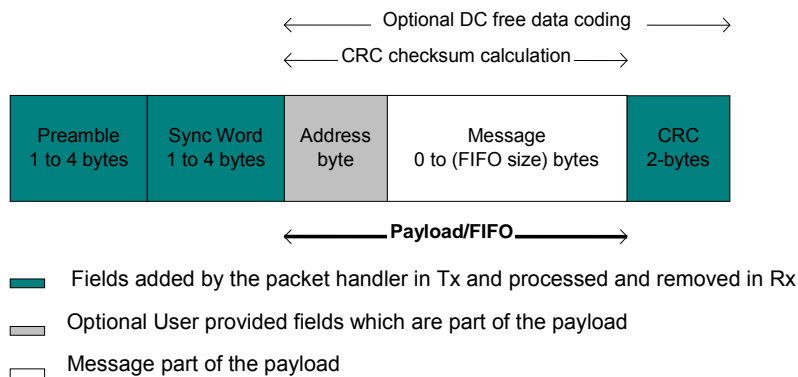 Optional DC free data coding
CRC checksum calculation
Preamble
1 to 4 bytes
Sync Word
1 to 4 bytes
Address
byte
Message
0 to (FIFO size) bytes
CRC
2-bytes
Payload/FIFO
Fields added by the packet handler in Tx and processed and removed in Rx
Optional User provided fields which are part of the payload
Message part of the payload